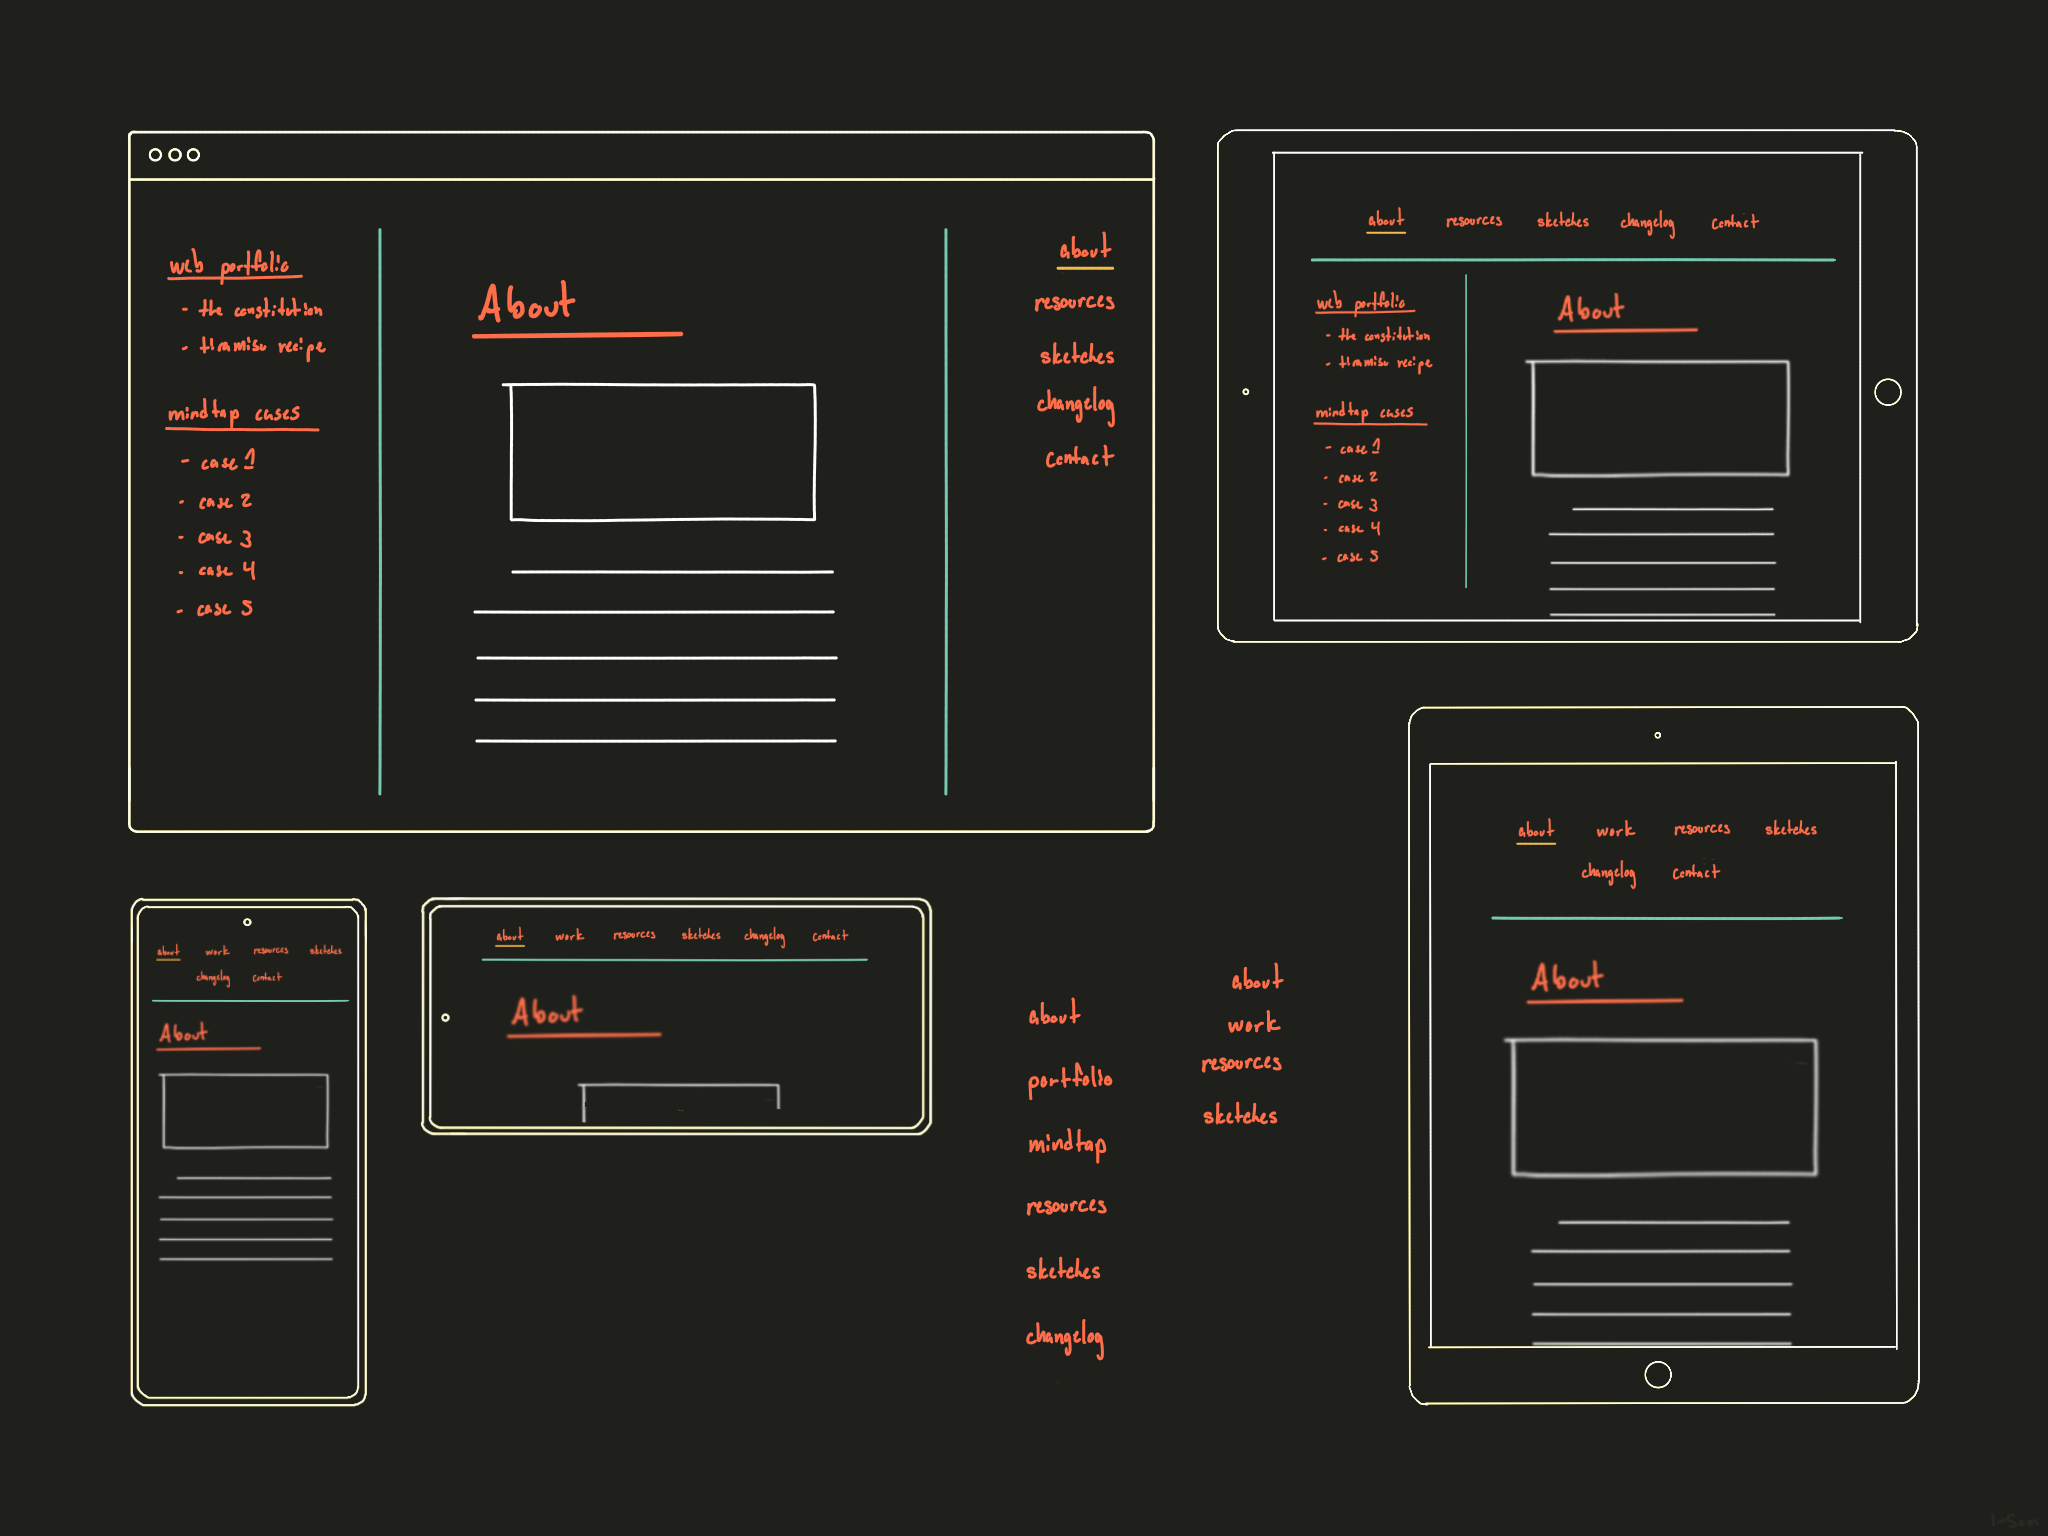 web portfolio
- the constitution
- tiramisu recipe
mindtap cases
- case 1
- case 2
- case 3
- case 4
- case 5
About
about
resources
sketches
changelog
contact
about resources sketches changelog contact
web portfolio
- the constitution
- tiramisu recipe
mindtap cases
- case 1
- case 2
- case 3
- case 4
- case 5
About
about work resources sketches
changelog contact
About
about work resources sketches changelog contact
About
about
portfolio
mindtap
resources
sketches
changelog
about
work
resources
sketches
about work resources sketches
changelog contact
About